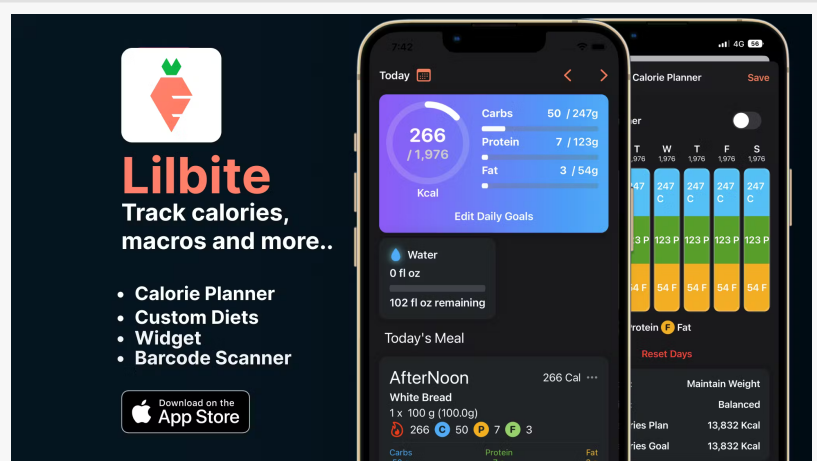 Lilbite
Track calories,
macros and more..
• Calorie Planner
• Custom Diets
• Widget
• Barcode Scanner
Download on the
App Store
7:42
Today
266
/ 1,976
Kcal
Carbs 50 / 247g
Protein 7 / 123g
Fat 3 / 54g
Edit Daily Goals
Water
0 fl oz
102 fl oz remaining
Today's Meal
AfterNoon 266 Cal ···
White Bread
1 x 100 g (100.0g)
266 C 50 P 7 F 3
Carbs Protein Fat
4G 56
Calorie Planner Save
T W T F S
1,976 1,976 1,976 1,976
247 247 247 247
C C C C
123 P 123 P 123 P 123 P
54 F 54 F 54 F 54 F
F Fat
Reset Days
Maintain Weight
Balanced
Plan 13,832 Kcal
Goal 13,832 Kcal